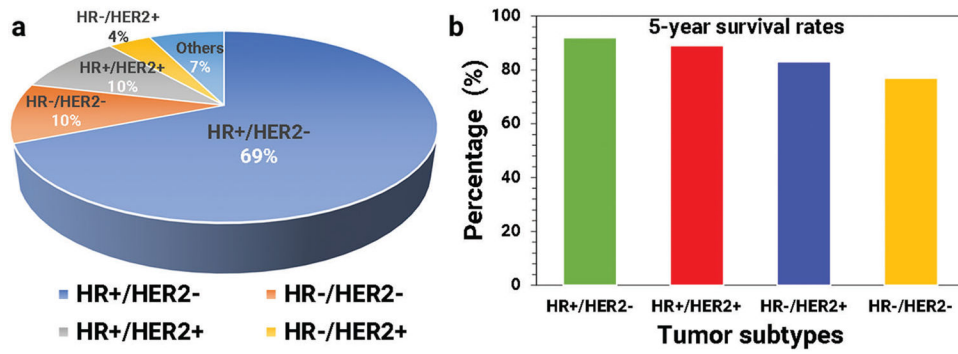 a
HR-/HER2+
4%
Others
7%
HR+/HER2+
10%
HR-/HER2-
10%
HR+/HER2-
69%
HR+/HER2-
HR-/HER2-
HR+/HER2+
HR-/HER2+
b
5-year survival rates
Percentage (%)
100
80
60
40
20
0
HR+/HER2-
HR+/HER2+
HR-/HER2+
HR-/HER2-
Tumor subtypes